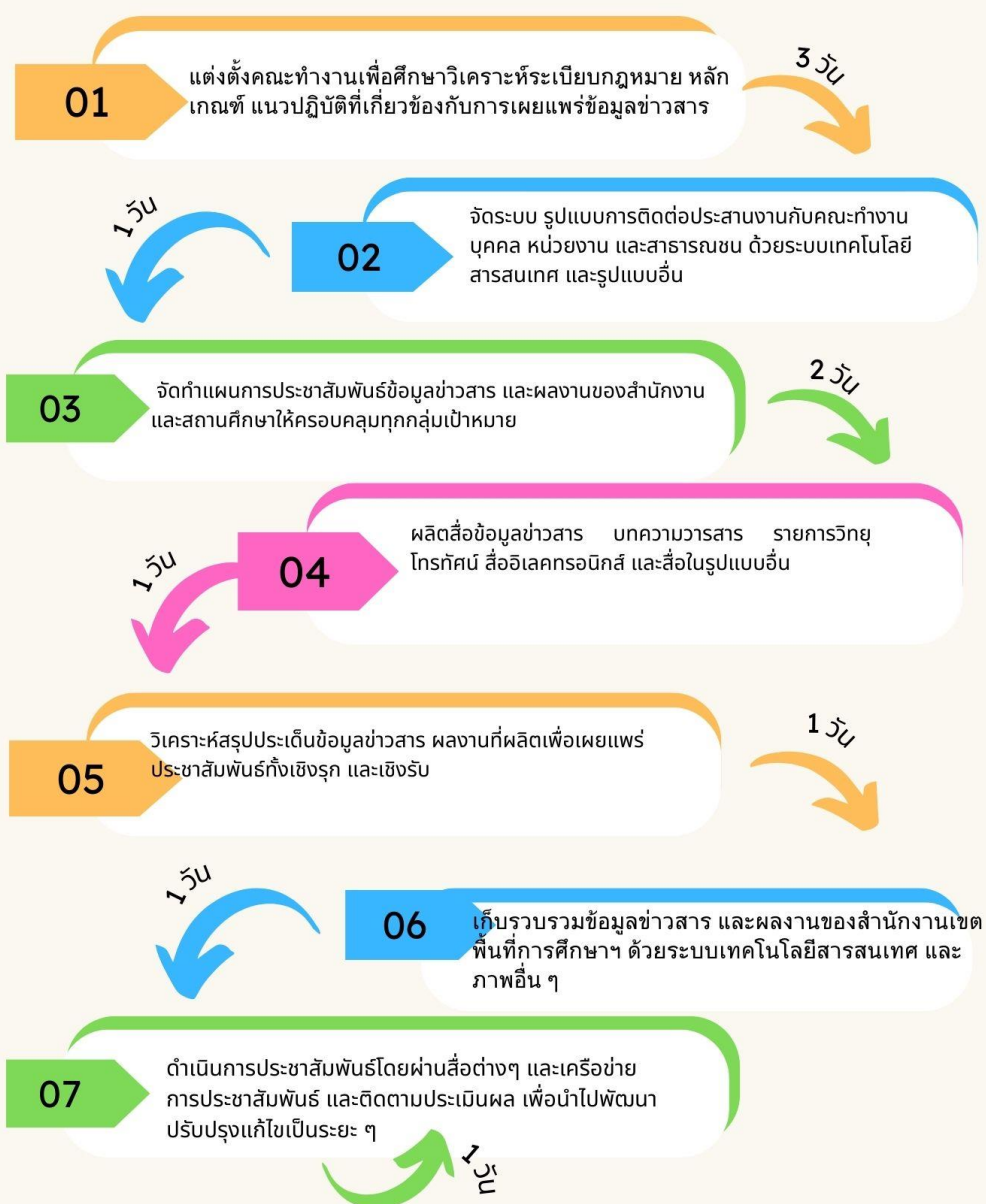 01
แต่งตั้งคณะทำงานเพื่อศึกษาวิเคราะห์ระเบียบกฎหมาย หลัก
เกณฑ์ แนวปฏิบัติที่เกี่ยวข้องกับการเผยแพร่ข้อมูลข่าวสาร
3 วัน
02
จัดระบบ รูปแบบการติดต่อประสานงานกับคณะทำงาน
บุคคล หน่วยงาน และสาธารณชน ด้วยระบบเทคโนโลยี
สารสนเทศ และรูปแบบอื่น
1 วัน
03
จัดทำแผนการประชาสัมพันธ์ข้อมูลข่าวสาร และผลงานของสำนักงาน
และสถานศึกษาให้ครอบคลุมทุกกลุ่มเป้าหมาย
2 วัน
04
ผลิตสื่อข้อมูลข่าวสาร บทความวารสาร รายการวิทยุ
โทรทัศน์ สื่ออิเลคทรอนิกส์ และสื่อในรูปแบบอื่น
1 วัน
05
วิเคราะห์สรุปประเด็นข้อมูลข่าวสาร ผลงานที่ผลิตเพื่อเผยแพร่
ประชาสัมพันธ์ทั้งเชิงรุก และเชิงรับ
1 วัน
06
เก็บรวบรวมข้อมูลข่าวสาร และผลงานของสำนักงานเขต
พื้นที่การศึกษาฯ ด้วยระบบเทคโนโลยีสารสนเทศ และ
ภาพอื่น ๆ
1 วัน
07
ดำเนินการประชาสัมพันธ์โดยผ่านสื่อต่างๆ และเครือข่าย
การประชาสัมพันธ์ และติดตามประเมินผล เพื่อนำไปพัฒนา
ปรับปรุงแก้ไขเป็นระยะ ๆ
1 วัน